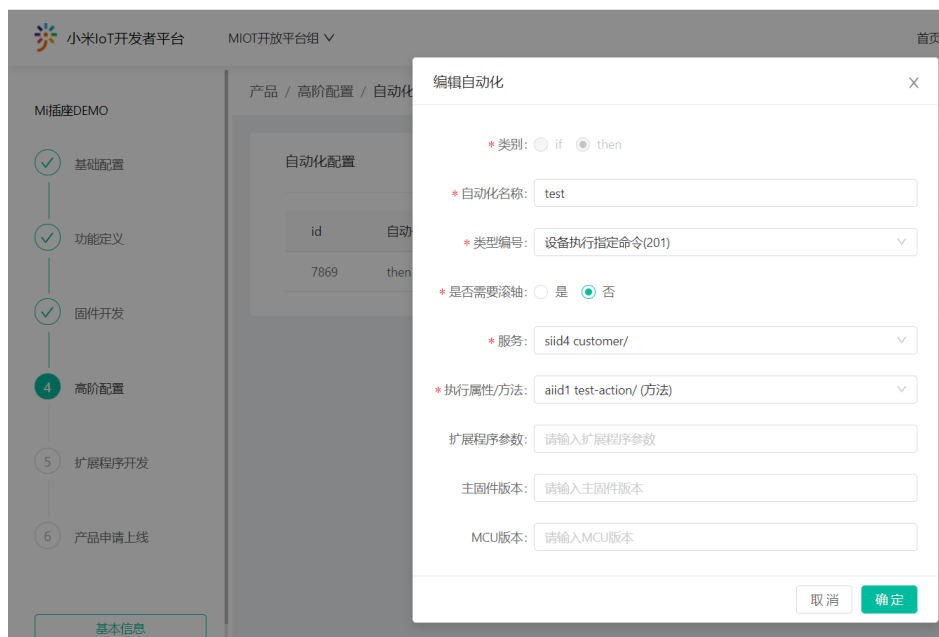 小米IoT开发者平台
MIOT开放平台组
首页
Mi插座DEMO
基础配置
功能定义
固件开发
4 高阶配置
5 扩展程序开发
6 产品申请上线
基本信息
产品 / 高阶配置 / 自动化
自动化配置
id 自动
7869 then
编辑自动化
* 类别: if then
* 自动化名称: test
* 类型编号: 设备执行指定命令(201)
* 是否需要滚轴: 是 否
* 服务: siid4 customer/
* 执行属性/方法: aiid1 test-action/ (方法)
扩展程序参数: 请输入扩展程序参数
主固件版本: 请输入主固件版本
MCU版本: 请输入MCU版本
取消 确定